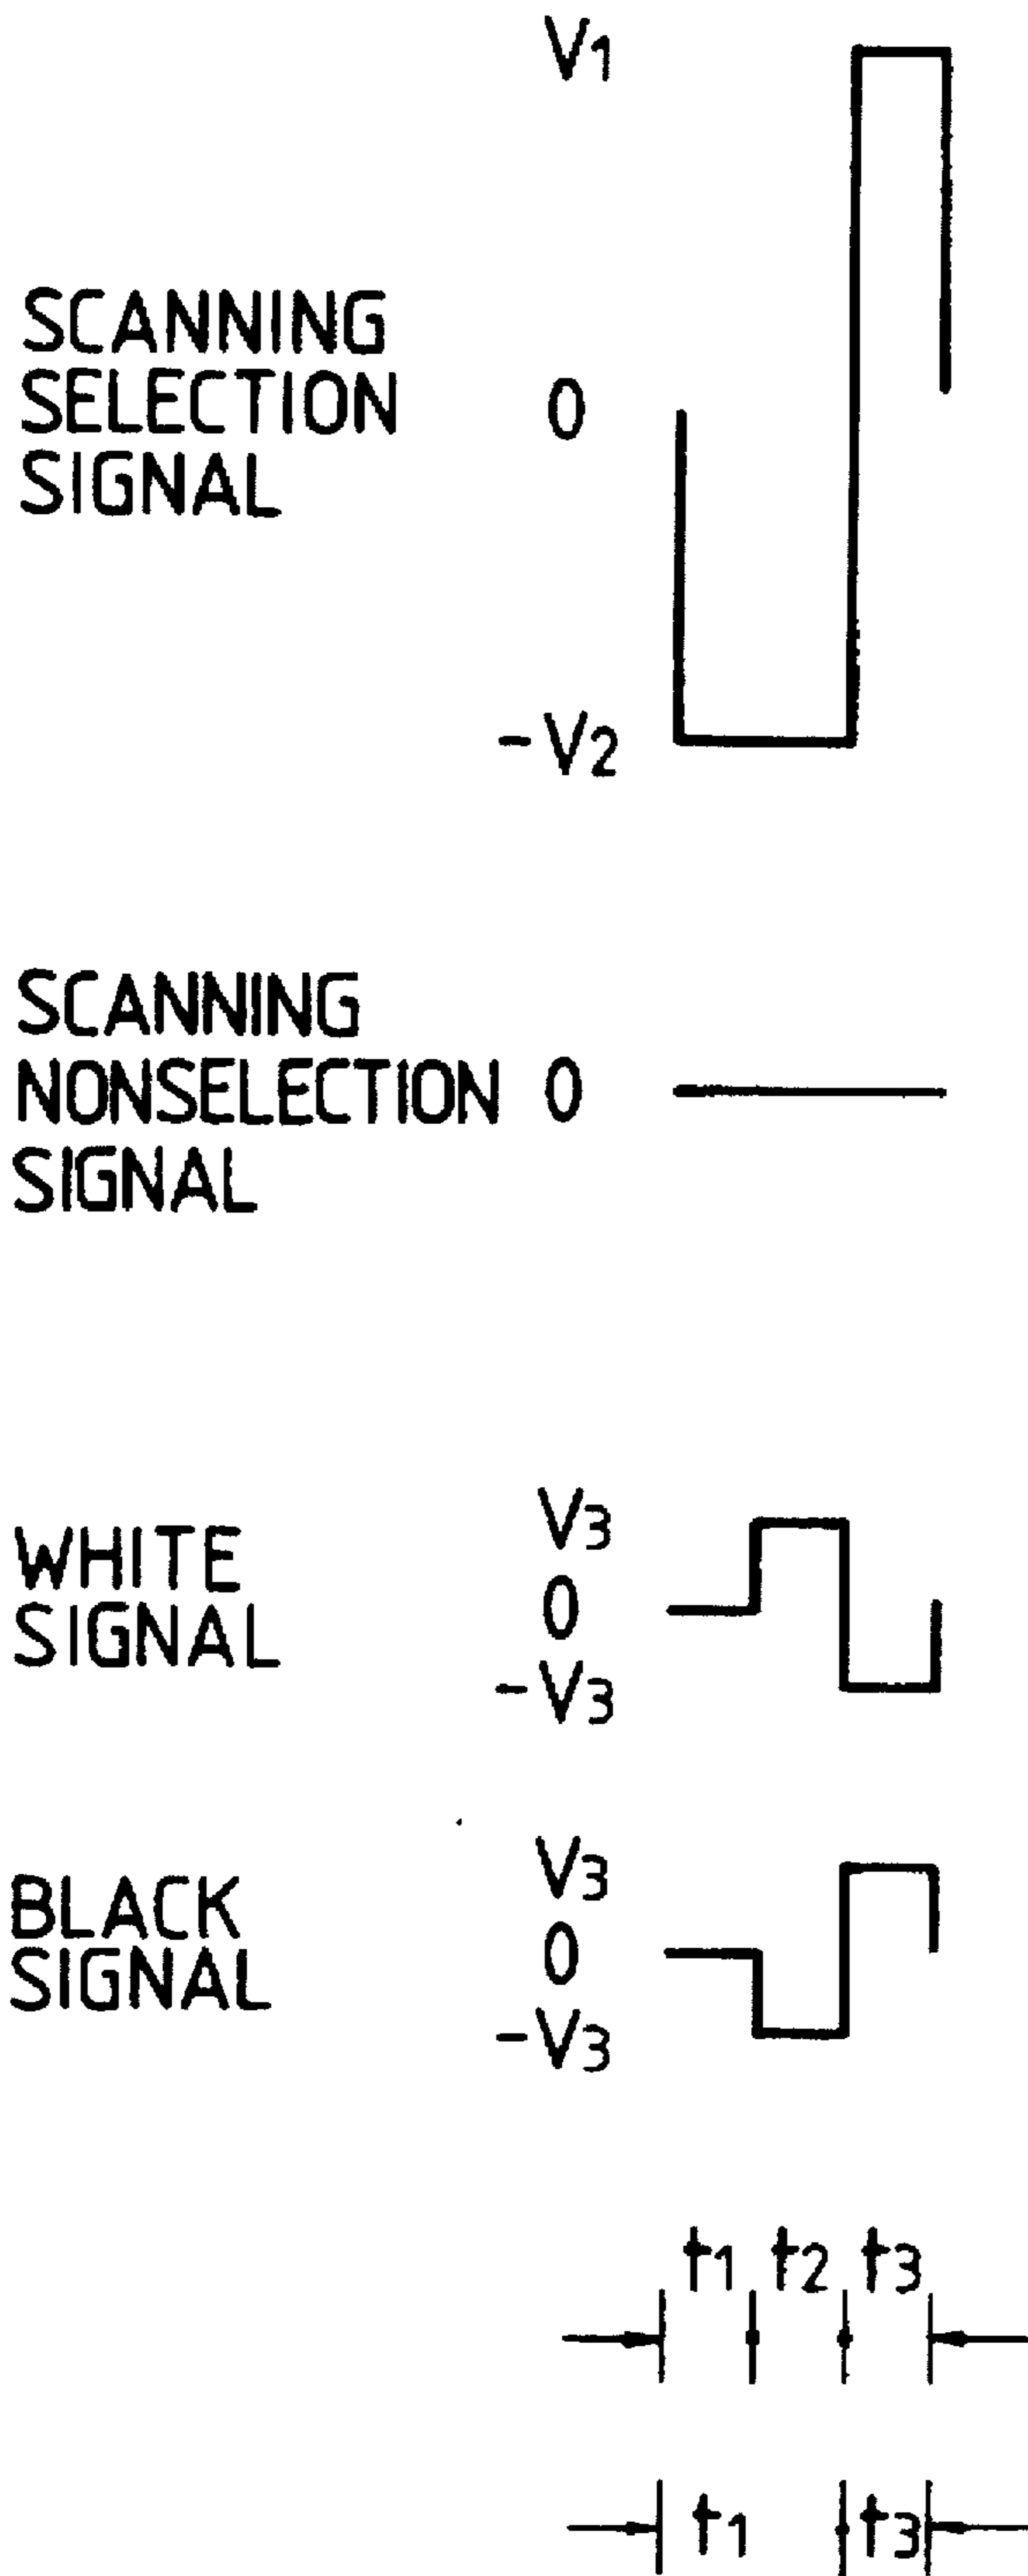 V1
SCANNING
SELECTION
SIGNAL
0
-V2
SCANNING
NONSELECTION
SIGNAL
0
WHITE
SIGNAL
V3
0
-V3
BLACK
SIGNAL
V3
0
-V3
t1 t2 t3
t1 t3